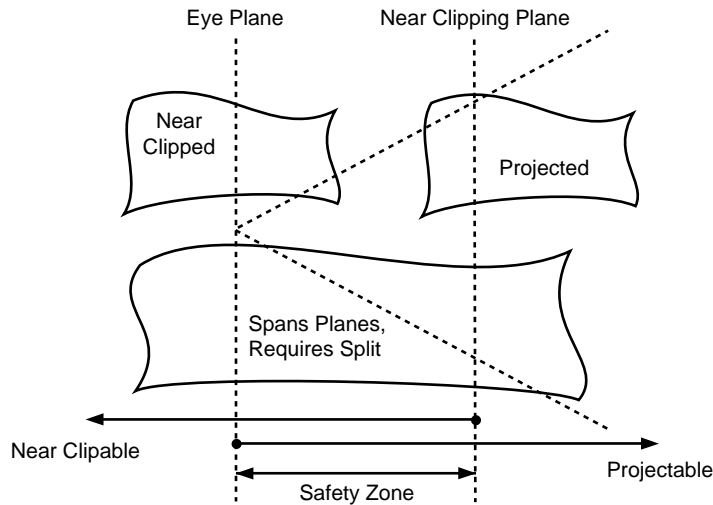 Eye Plane
Near Clipping Plane
Near
Clipped
Projected
Spans Planes,
Requires Split
Near Clipable
Projectable
Safety Zone